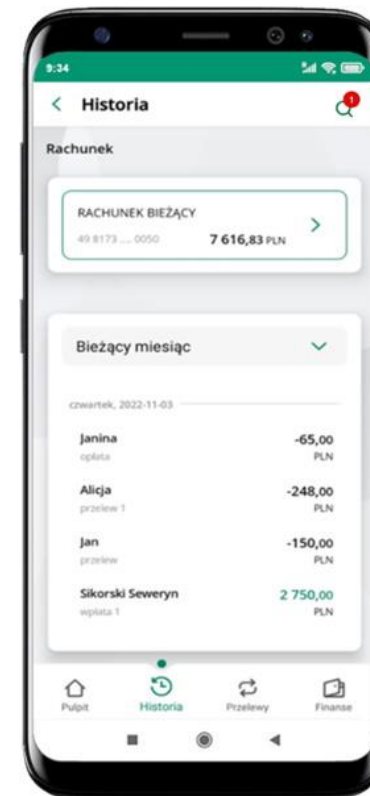 9:34
Historia
1
Rachunek
RACHUNEK BIEŻĄCY
49 8173 .... 0050 7 616,83 PLN
Bieżący miesiąc
czwartek, 2022-11-03
Janina -65,00
opłata PLN
Alicja -248,00
przelew 1 PLN
Jan -150,00
przelew PLN
Sikorski Seweryn 2 750,00
wpłata 1 PLN
Pulpit Historia Przelewy Finanse